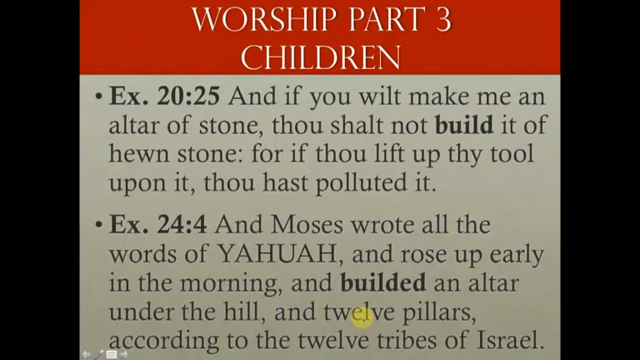 WORSHIP PART 3
CHILDREN
• Ex. 20:25 And if you wilt make me an
altar of stone, thou shalt not build it of
hewn stone: for if thou lift up thy tool
upon it, thou hast polluted it.
• Ex. 24:4 And Moses wrote all the
words of YAHUAH, and rose up early
in the morning, and builded an altar
under the hill, and twelve pillars,
according to the twelve tribes of Israel.